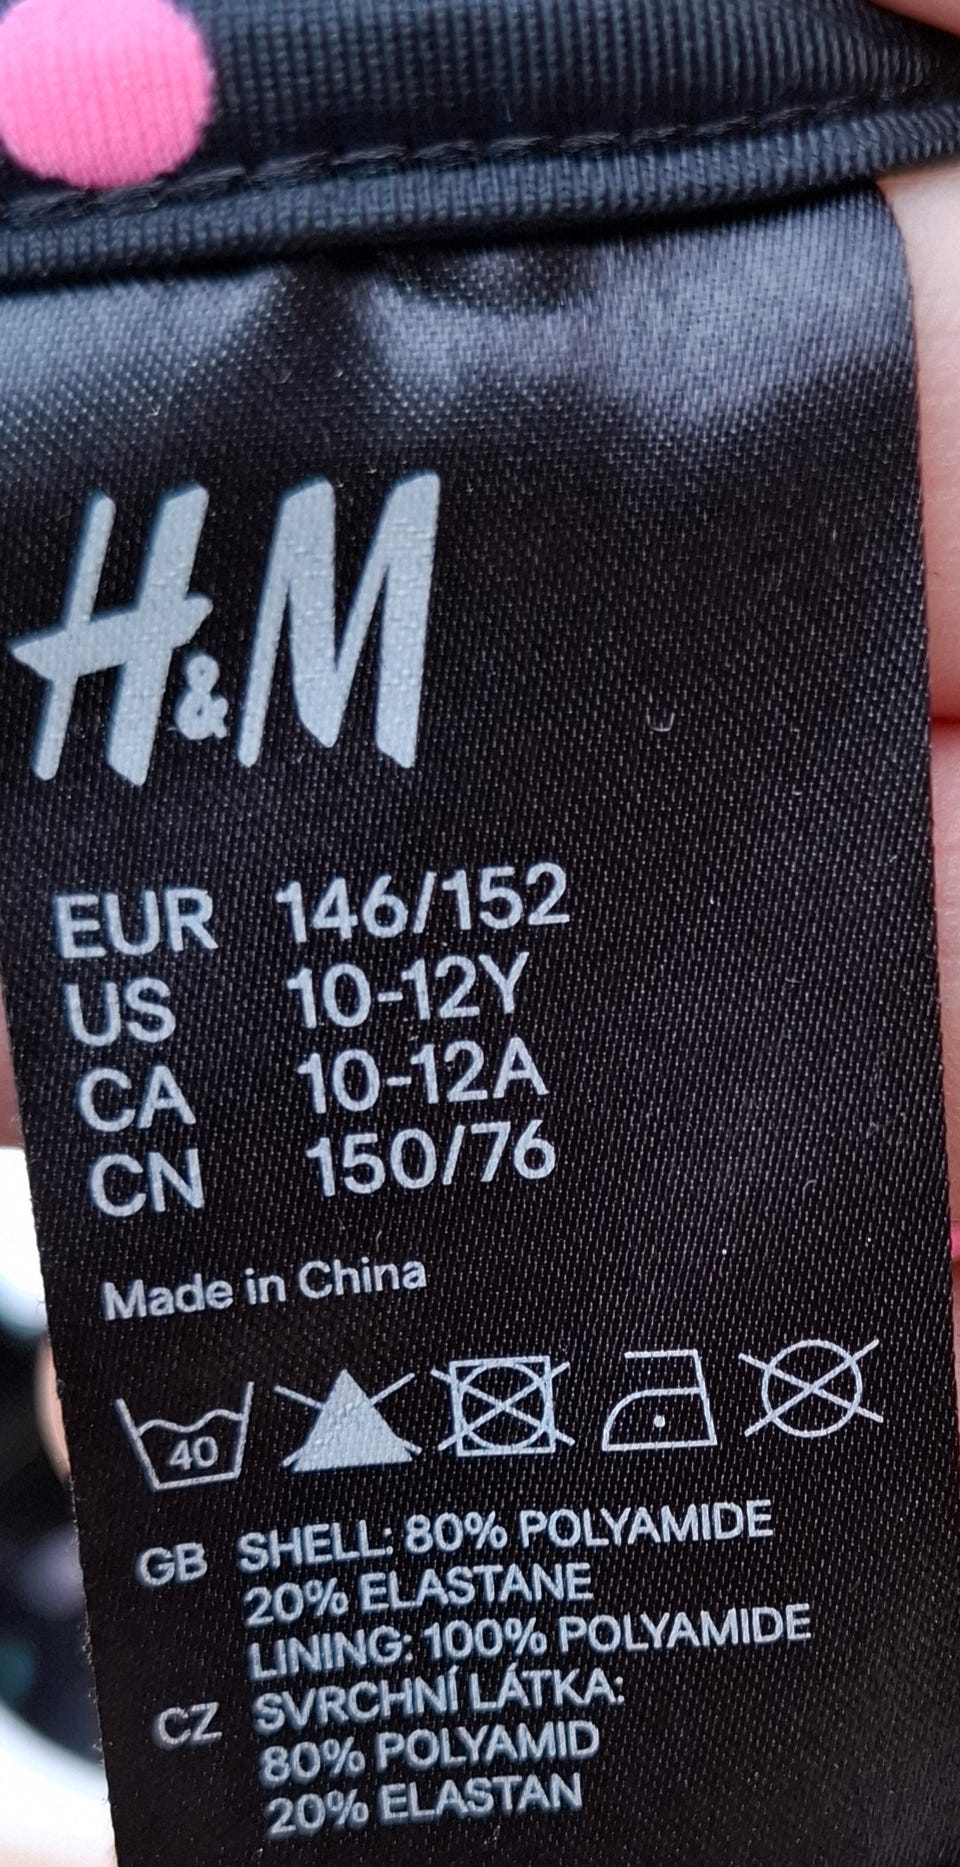 H&M
EUR 146/152
US 10-12Y
CA 10-12A
CN 150/76
Made in China
40
GB SHELL: 80% POLYAMIDE
20% ELASTANE
LINING: 100% POLYAMIDE
CZ SVRCHNÍ LÁTKA:
80% POLYAMID
20% ELASTAN